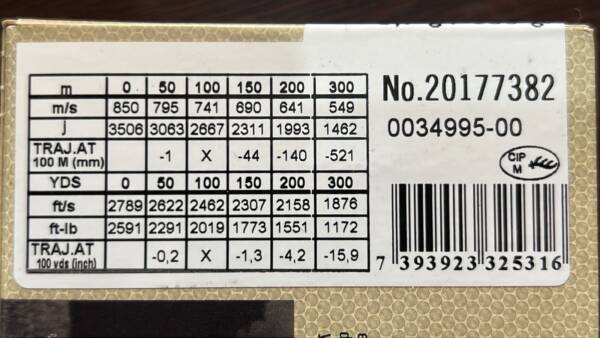 m 0 50 100 150 200 300
m/s 850 795 741 690 641 549
j 3506 3063 2667 2311 1993 1462
TRAJ.AT 100 M (mm) -1 X -44 -140 -521
YDS 0 50 100 150 200 300
ft/s 2789 2622 2462 2307 2158 1876
ft-lb 2591 2291 2019 1773 1551 1172
TRAJ.AT 100 yds (inch) -0,2 X -1,3 -4,2 -15,9
No.20177382
0034995-00
CIP
M
7 393923 325316